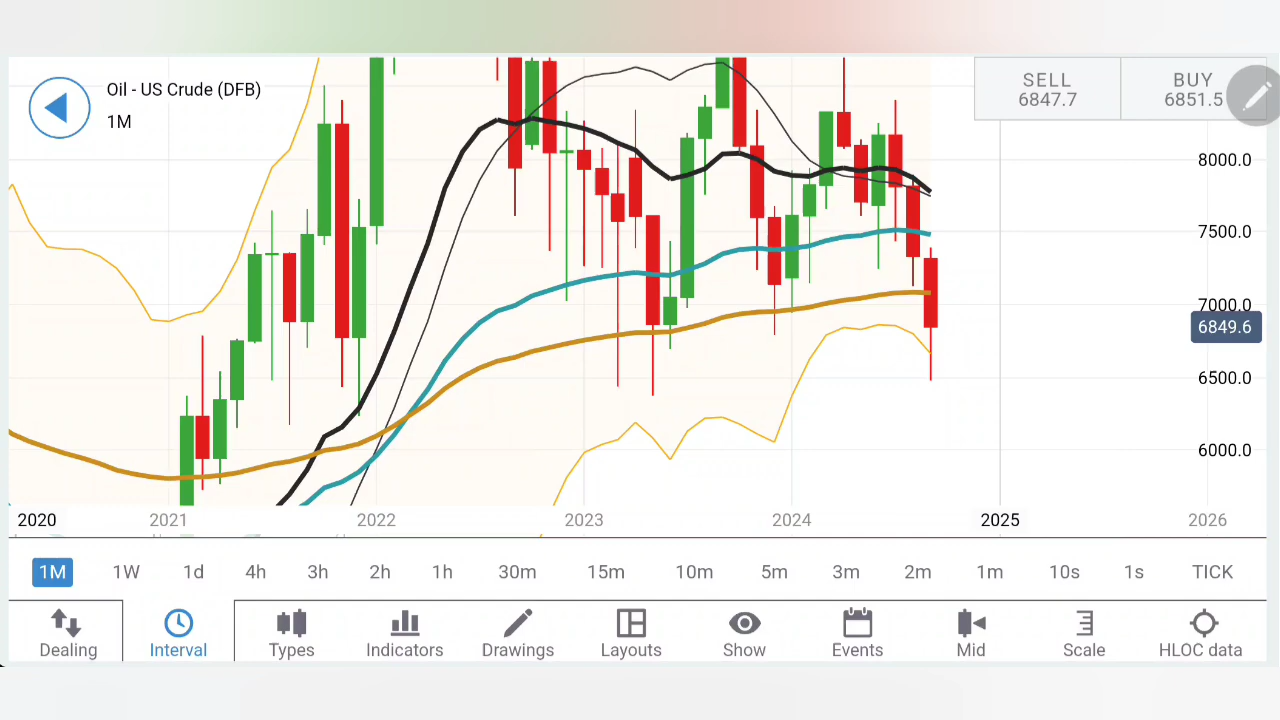 Oil - US Crude (DFB)
1M
SELL
6847.7
BUY
6851.5
8000.0
7500.0
7000.0
6849.6
6500.0
6000.0
2020 2021 2022 2023 2024 2025 2026
1M 1W 1d 4h 3h 2h 1h 30m 15m 10m 5m 3m 2m 1m 10s 1s TICK
Dealing Interval Types Indicators Drawings Layouts Show Events Mid Scale HLOC data